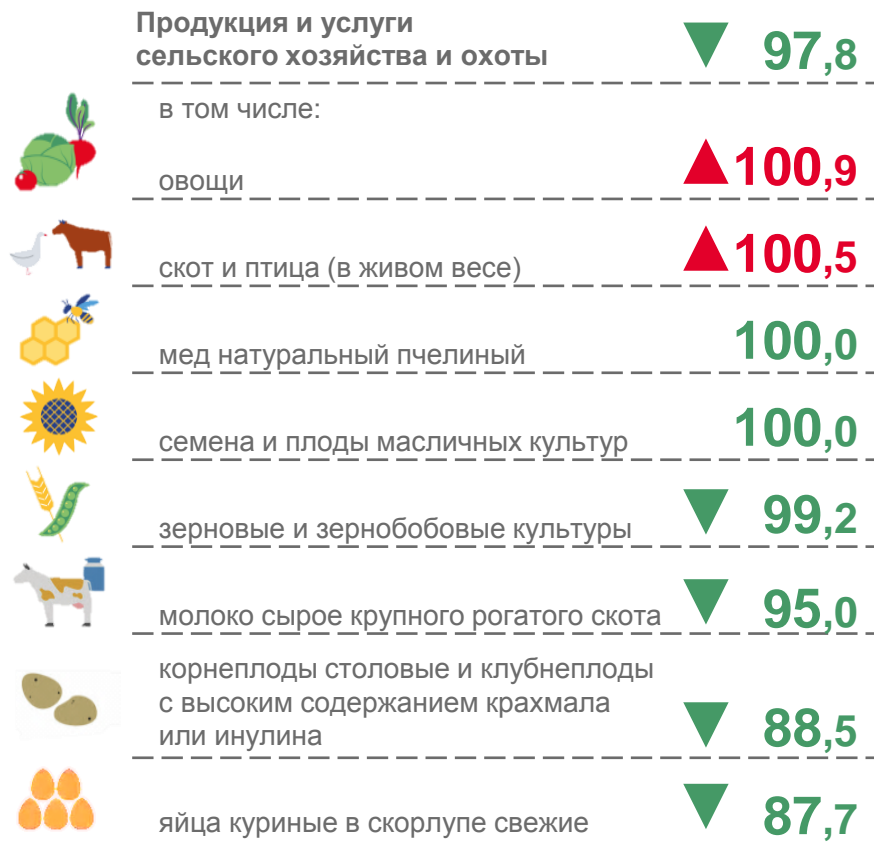 Продукция и услуги
сельского хозяйства и охоты
97,8
в том числе:
овощи
100,9
скот и птица (в живом весе)
100,5
мед натуральный пчелиный
100,0
семена и плоды масличных культур
100,0
зерновые и зернобобовые культуры
99,2
молоко сырое крупного рогатого скота
95,0
корнеплоды столовые и клубнеплоды
с высоким содержанием крахмала
или инулина
88,5
яйца куриные в скорлупе свежие
87,7